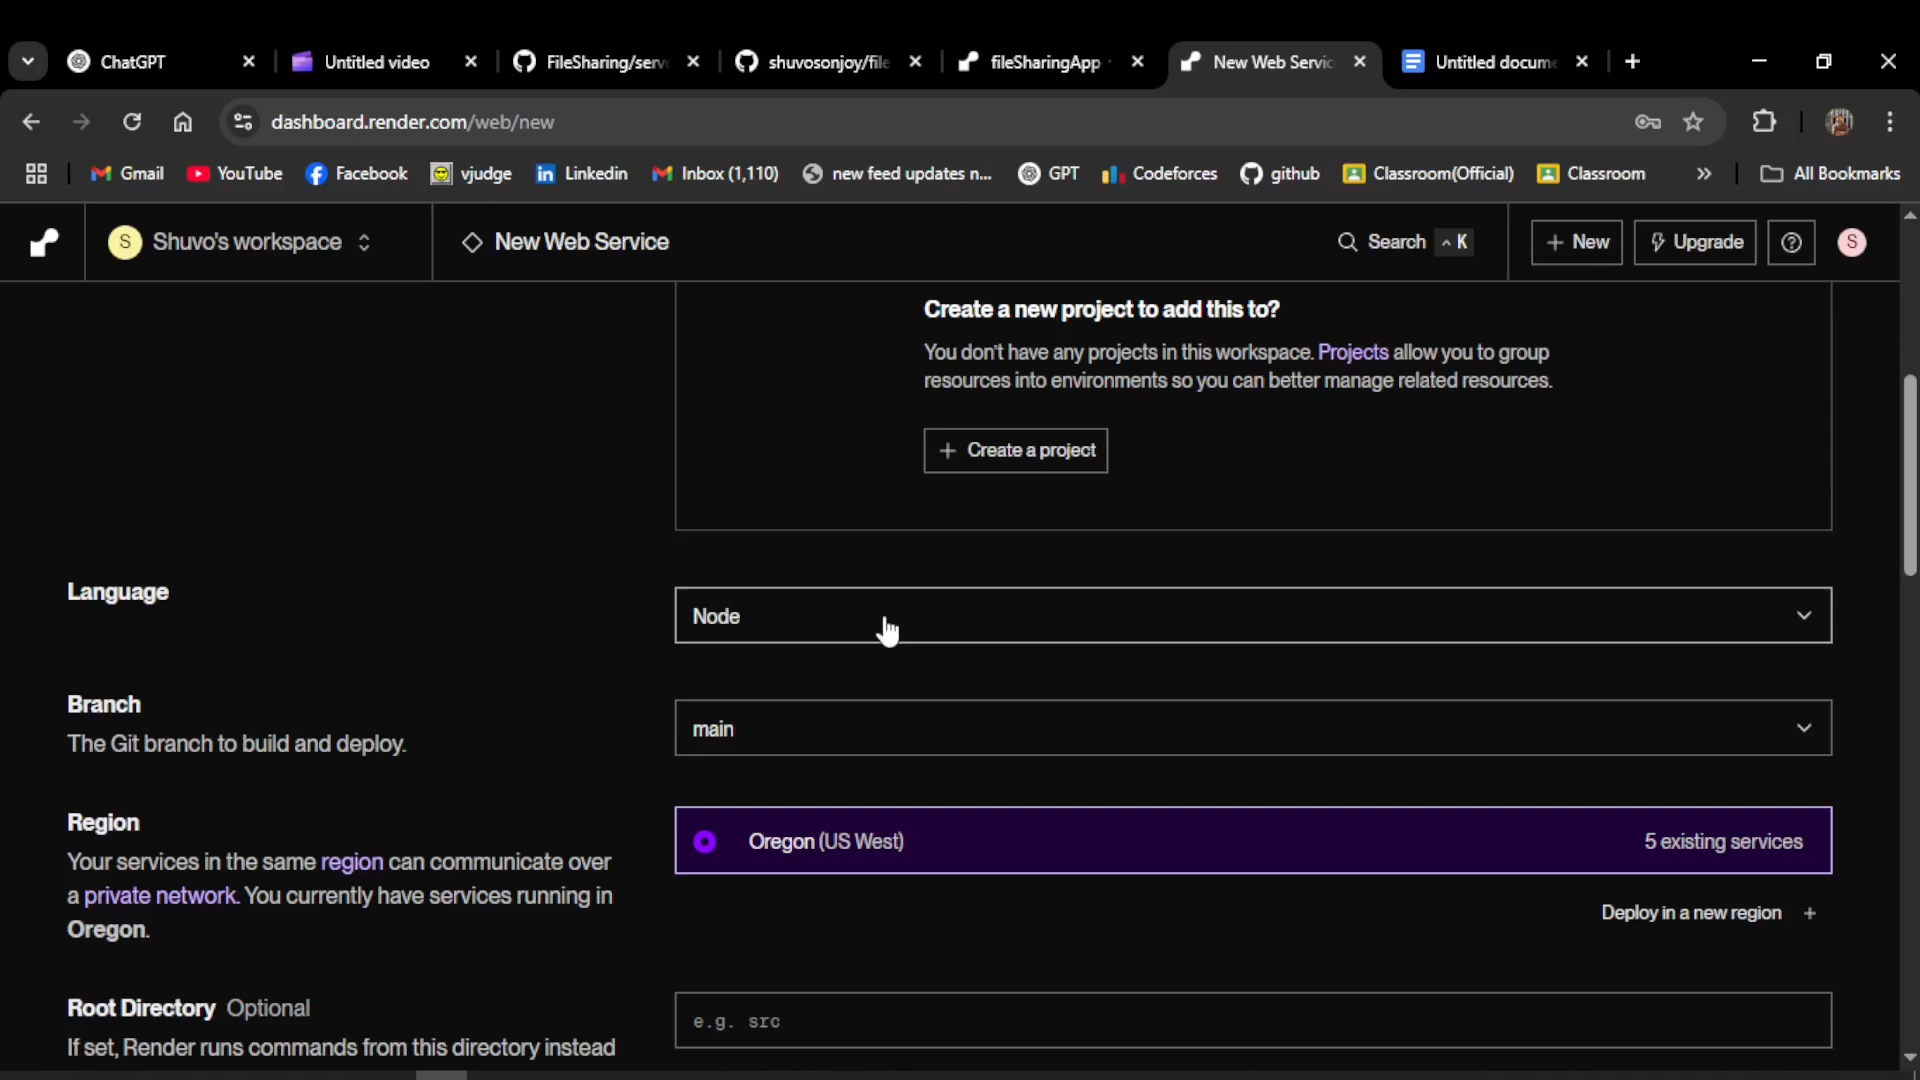 ChatGPT
Untitled video
FileSharing/serv
shuvosonjoy/file
fileSharingApp
New Web Servic
Untitled docume
dashboard.render.com/web/new
Gmail
YouTube
Facebook
vjudge
Linkedin
Inbox (1,110)
new feed updates n...
GPT
Codeforces
github
Classroom(Official)
Classroom
All Bookmarks
S
Shuvo's workspace
New Web Service
Search
K
New
Upgrade
S
Create a new project to add this to?
You don't have any projects in this workspace. Projects allow you to group
resources into environments so you can better manage related resources.
Create a project
Language
Node
Branch
The Git branch to build and deploy.
main
Region
Your services in the same region can communicate over
a private network. You currently have services running in
Oregon.
Oregon (US West)
5 existing services
Deploy in a new region
Root Directory Optional
If set, Render runs commands from this directory instead
e.g. src